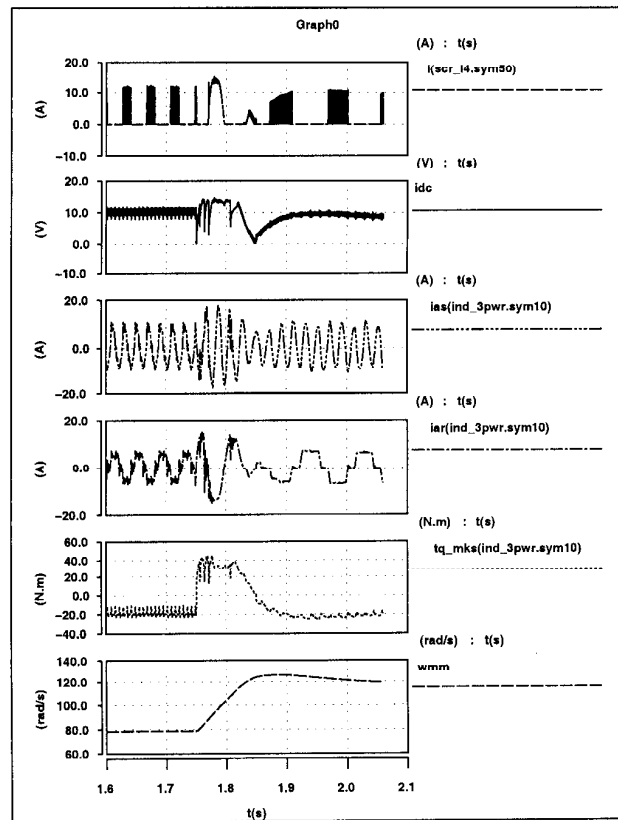 Graph0
(A) : t(s)
i(scr_i4.sym50)
20.0
10.0
0.0
−10.0
(A)
(V) : t(s)
idc
20.0
10.0
0.0
−10.0
(V)
(A) : t(s)
ias(ind_3pwr.sym10)
20.0
0.0
−20.0
(A)
(A) : t(s)
iar(ind_3pwr.sym10)
20.0
0.0
−20.0
(A)
(N.m) : t(s)
tq_mks(ind_3pwr.sym10)
60.0
40.0
20.0
0.0
−20.0
−40.0
(N.m)
(rad/s) : t(s)
wmm
140.0
120.0
100.0
80.0
60.0
(rad/s)
1.6 1.7 1.8 1.9 2.0 2.1
t(s)